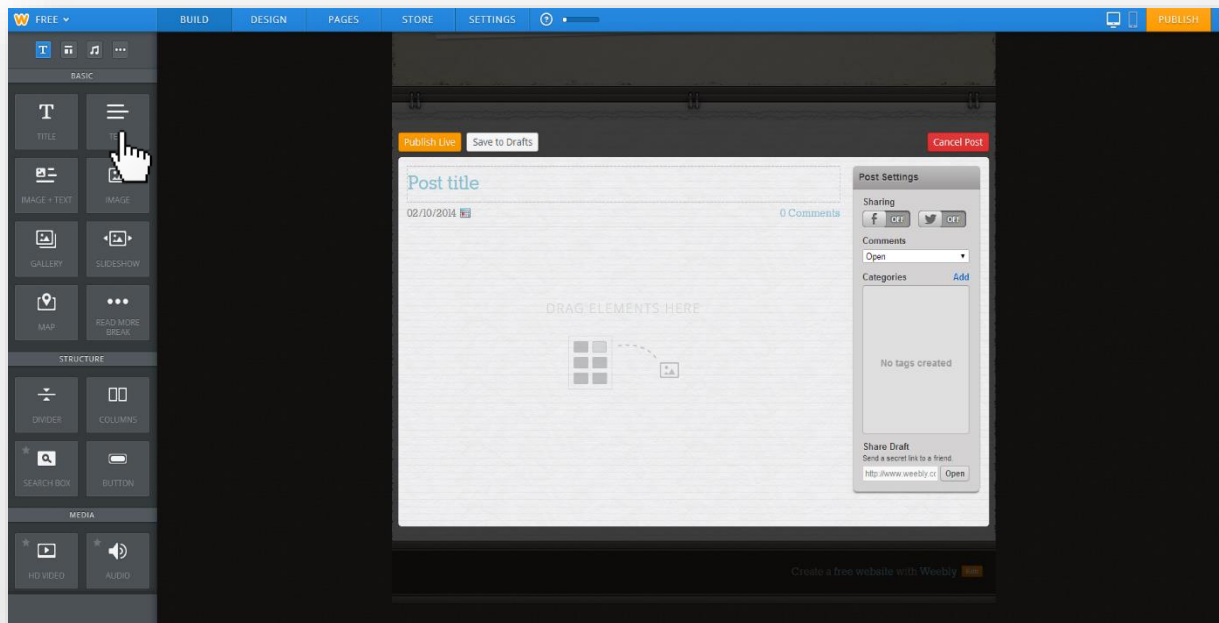 FREE BUILD DESIGN PAGES STORE SETTINGS ? PUBLISH
T
BASIC
T
TITLE
IMAGE + TEXT IMAGE
GALLERY SLIDESHOW
MAP READ MORE
BREAK
STRUCTURE
DIVIDER COLUMNS
SEARCH BOX BUTTON
MEDIA
HD VIDEO AUDIO
Publish Live Save to Drafts Cancel Post
Post title
02/10/2014 0 Comments
DRAG ELEMENTS HERE
Post Settings
Sharing
f OFF OFF
Comments
Open
Categories Add
No tags created
Share Draft
Send a secret link to a friend.
http://www.weebly.cc Open
Create a free website with Weebly